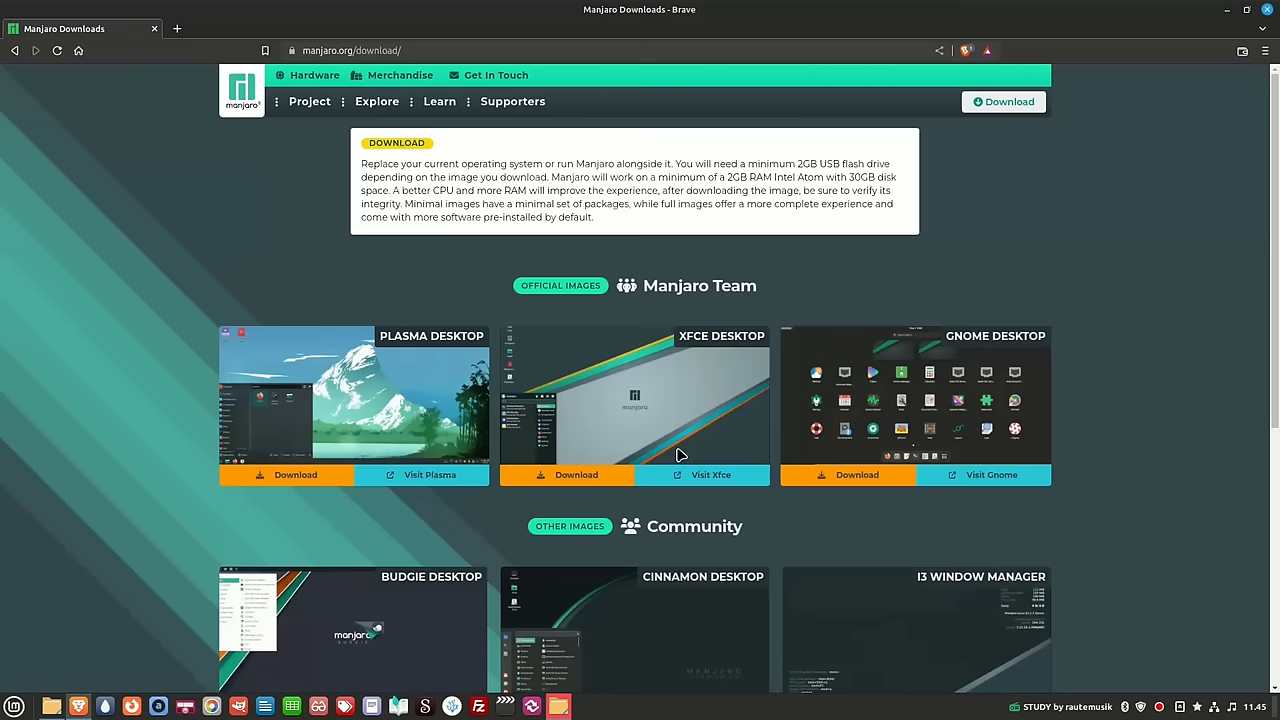 Manjaro Downloads - Brave
Manjaro Downloads
manjaro.org/download/
Hardware Merchandise Get In Touch
manjaro
Explore Learn Supporters
Download
DOWNLOAD
Replace your current operating system or run Manjaro alongside it. You will need a minimum 2GB USB flash drive
depending on the image you download. Manjaro will work on a minimum of a 2GB RAM Intel Atom with 30GB disk
space. A better CPU and more RAM will improve the experience, after downloading the image, be sure to verify its
integrity. Minimal images have a minimal set of packages, while full images offer a more complete experience and
come with more software pre-installed by default.
OFFICIAL IMAGES Manjaro Team
PLASMA DESKTOP
XFCE DESKTOP
GNOME DESKTOP
manjaro
Download Visit Plasma
Download Visit Xfce
Download Visit Gnome
OTHER IMAGES Community
DESKTOP
DESKTOP
manjaro
MANJARO
STUDY by rautemusik
11.45